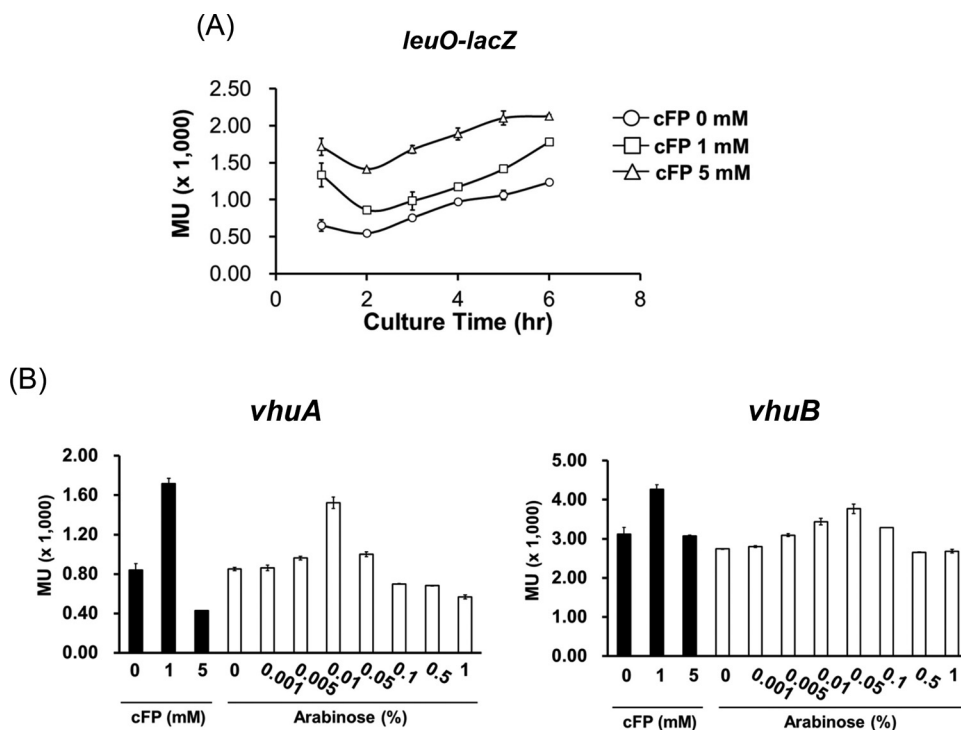 (A)
leuO-lacZ
MU (x 1,000)
2.50
2.00
1.50
1.00
0.50
0.00
0 2 4 6 8
Culture Time (hr)
cFP 0 mM
cFP 1 mM
cFP 5 mM
(B)
vhuA
MU (x 1,000)
2.00
1.60
1.20
0.80
0.40
0.00
0 1 5 0 0.001 0.005 0.01 0.05 0.1 0.5 1
cFP (mM) Arabinose (%)
vhuB
MU (x 1,000)
5.00
4.00
3.00
2.00
1.00
0.00
0 1 5 0 0.001 0.005 0.01 0.05 0.1 0.5 1
cFP (mM) Arabinose (%)